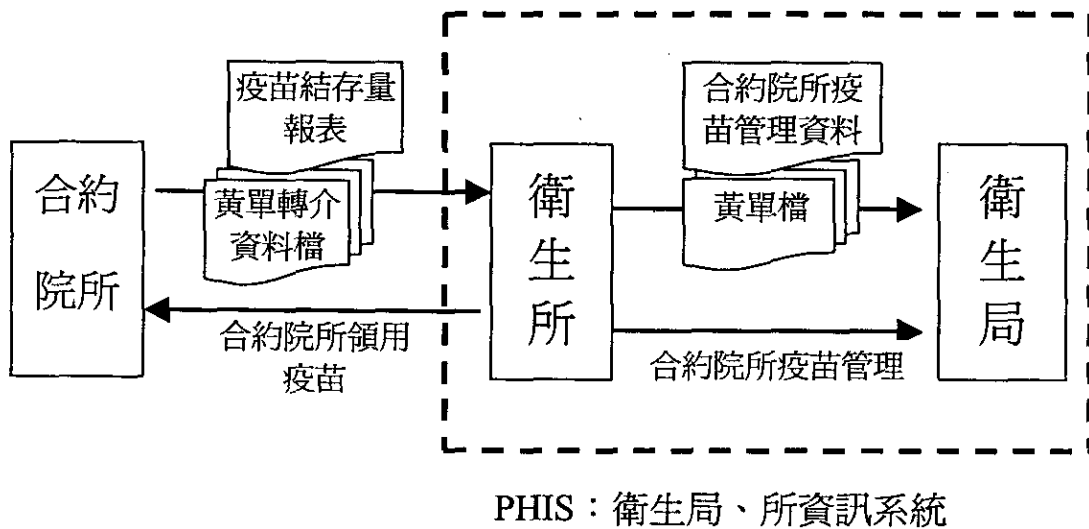 疫苗結存量
報表
合約院所疫
苗管理資料
合約
院所
黃單轉介
資料檔
衛生所
黃單檔
衛生局
合約院所領用
疫苗
合約院所疫苗管理
PHIS：衛生局、所資訊系統